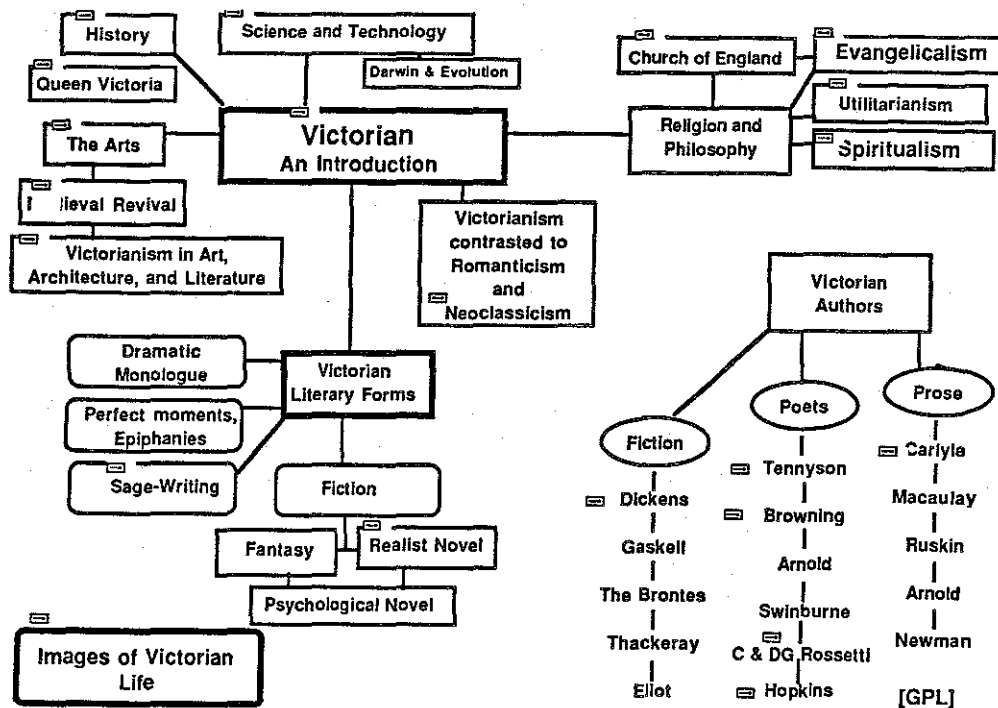 History
Science and Technology
Queen Victoria
Darwin & Evolution
Church of England
Evangelicalism
Utilitarianism
Spiritualism
Religion and
Philosophy
The Arts
Victorian
An Introduction
ieval Revival
Victorianism in Art,
Architecture, and Literature
Victorianism
contrasted to
Romanticism
and
Neoclassicism
Dramatic
Monologue
Perfect moments,
Epiphanies
Sage-Writing
Victorian
Literary Forms
Fiction
Fantasy
Realist Novel
Psychological Novel
Images of Victorian
Life
Victorian
Authors
Fiction
Dickens
Gaskell
The Brontes
Thackeray
Eliot
Poets
Tennyson
Browning
Arnold
Swinburne
C & DG Rossetti
Hopkins
Prose
Carlyle
Macaulay
Ruskin
Arnold
Newman
[GPL]